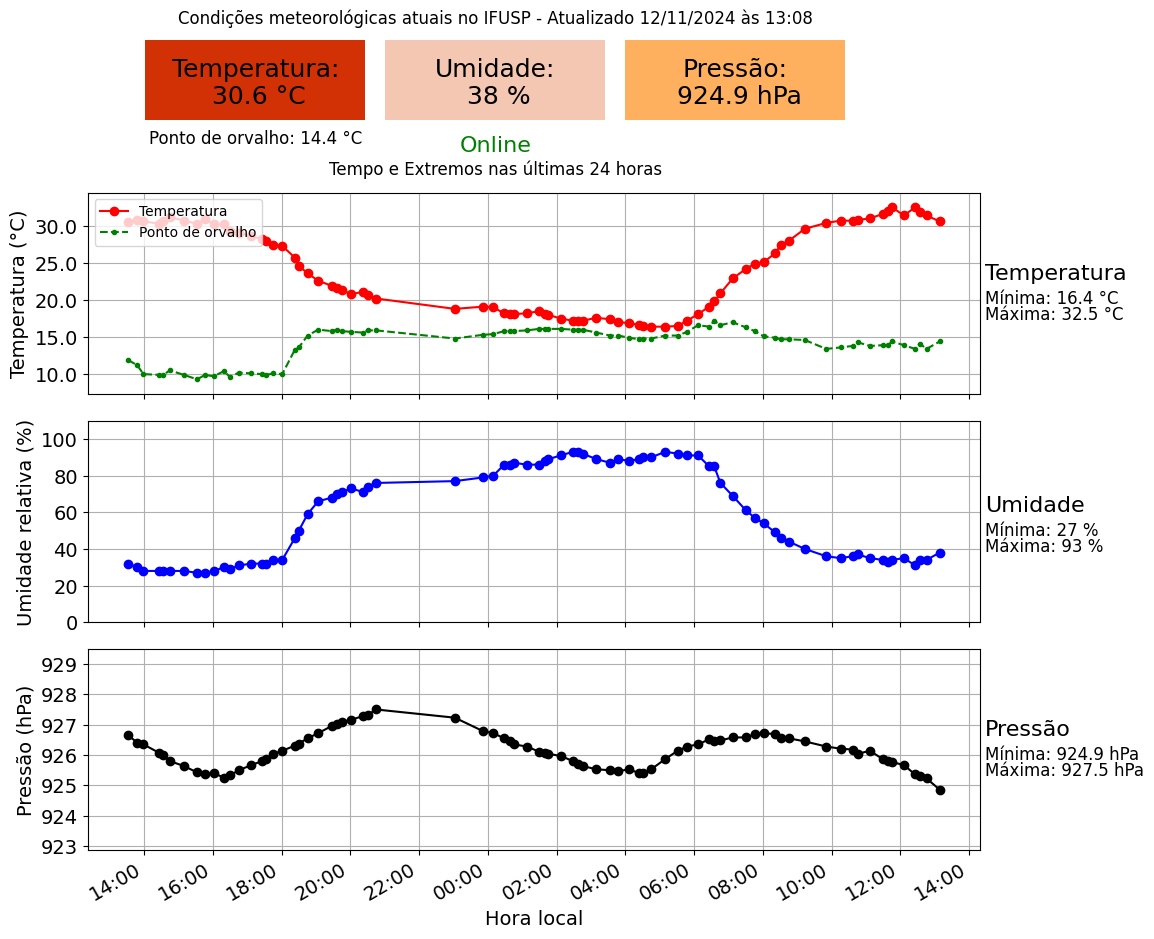 Condições meteorológicas atuais no IFUSP - Atualizado 12/11/2024 às 13:08
Temperatura:
30.6 °C
Umidade:
38 %
Pressão:
924.9 hPa
Ponto de orvalho: 14.4 °C
Online
Tempo e Extremos nas últimas 24 horas
Temperatura (°C)
30.0
25.0
20.0
15.0
10.0
Temperatura
Ponto de orvalho
Temperatura
Mínima: 16.4 °C
Máxima: 32.5 °C
Umidade relativa (%)
100
80
60
40
20
0
Umidade
Mínima: 27 %
Máxima: 93 %
Pressão (hPa)
929
928
927
926
925
924
923
Pressão
Mínima: 924.9 hPa
Máxima: 927.5 hPa
14:00 16:00 18:00 20:00 22:00 00:00 02:00 04:00 06:00 08:00 10:00 12:00 14:00
Hora local